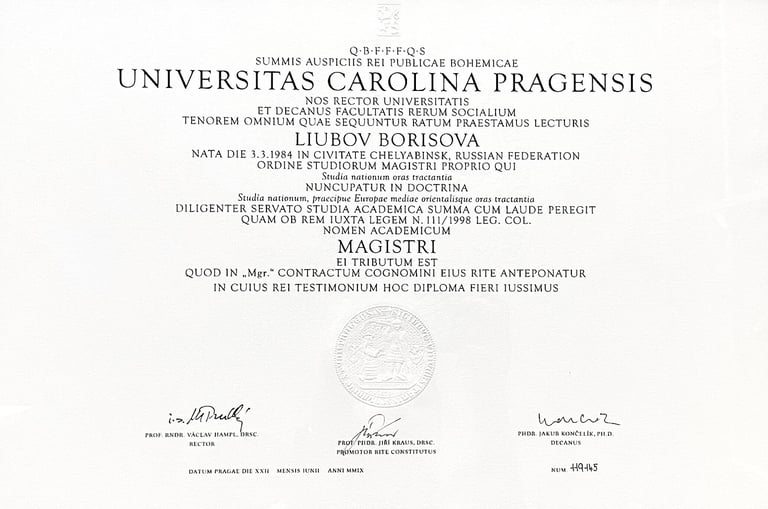 Q·B·F·F·F·Q·S
SUMMIS AUSPICIIS REI PUBLICAE BOHEMICAE
UNIVERSITAS CAROLINA PRAGENSIS
NOS RECTOR UNIVERSITATIS
ET DECANUS FACULTATIS RERUM SOCIALIUM
TENOREM OMNIUM QUAE SEQUUNTUR RATUM PRAESTAMUS LECTURIS
LIUBOV BORISOVA
NATA DIE 3.3.1984 IN CIVITATE CHELYABINSK, RUSSIAN FEDERATION
ORDINE STUDIORUM MAGISTRI PROPRIO QUI
Studia nationum oras tractantia
NUNCUPATUR IN DOCTRINA
Studia nationum, praecipue Europae mediae orientalisque oras tractantia
DILIGENTER SERVATO STUDIA ACADEMICA SUMMA CUM LAUDE PEREGIT
QUAM OB REM IUXTA LEGEM N. 111/1998 LEG. COL.
NOMEN ACADEMICUM
MAGISTRI
EI TRIBUTUM EST
QUOD IN „Mgr.“ CONTRACTUM COGNOMINI EIUS RITE ANTEPONATUR
IN CUIUS REI TESTIMONIUM HOC DIPLOMA FIERI IUSSIMUS
PROF. RNDR. VÁCLAV HAMPL, DRSC.
RECTOR
PROF. PHDR. JIŘÍ KRAUS, DRSC.
PROMOTOR RITE CONSTITUTUS
PHDR. JAKUB KONČELÍK, PH.D.
DECANUS
DATUM PRAGAE DIE XXII MENSIS IUNII ANNI MMIX
NUM. 119145